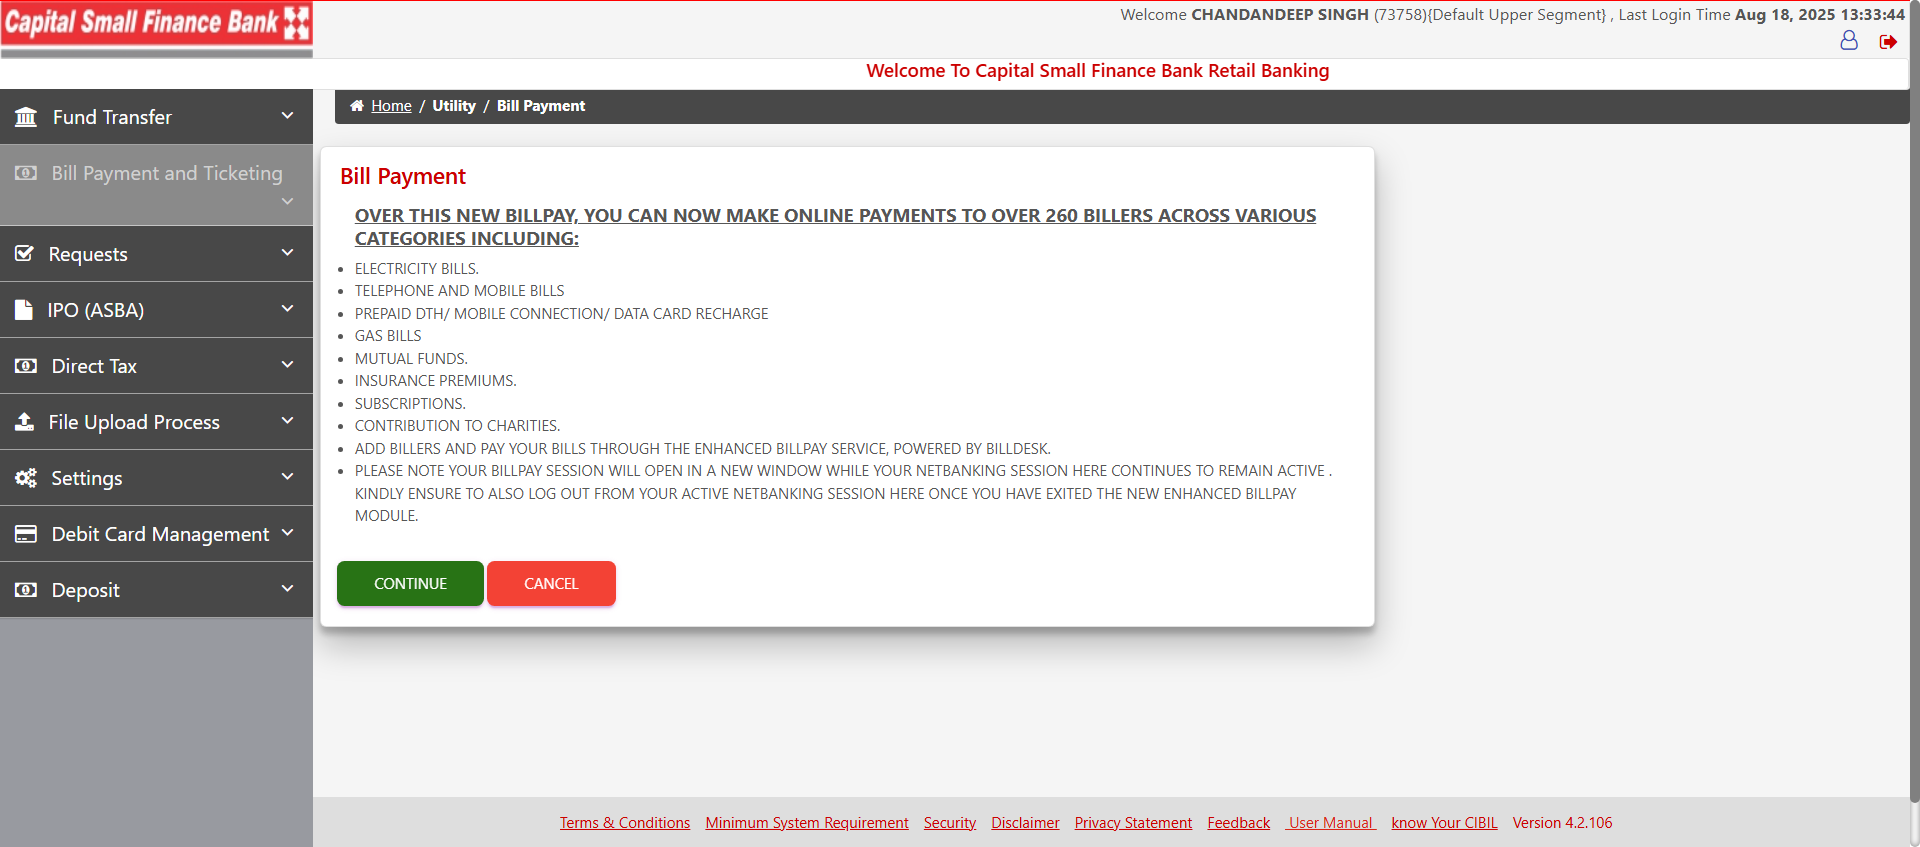 Capital Small Finance Bank
Welcome CHANDANDEEP SINGH (73758){Default Upper Segment} , Last Login Time Aug 18, 2025 13:33:44
Welcome To Capital Small Finance Bank Retail Banking
Fund Transfer
Bill Payment and Ticketing
Requests
IPO (ASBA)
Direct Tax
File Upload Process
Settings
Debit Card Management
Deposit
Home / Utility / Bill Payment
Bill Payment
OVER THIS NEW BILLPAY, YOU CAN NOW MAKE ONLINE PAYMENTS TO OVER 260 BILLERS ACROSS VARIOUS
CATEGORIES INCLUDING:
• ELECTRICITY BILLS.
• TELEPHONE AND MOBILE BILLS
• PREPAID DTH/ MOBILE CONNECTION/ DATA CARD RECHARGE
• GAS BILLS
• MUTUAL FUNDS.
• INSURANCE PREMIUMS.
• SUBSCRIPTIONS.
• CONTRIBUTION TO CHARITIES.
• ADD BILLERS AND PAY YOUR BILLS THROUGH THE ENHANCED BILLPAY SERVICE, POWERED BY BILLDESK.
• PLEASE NOTE YOUR BILLPAY SESSION WILL OPEN IN A NEW WINDOW WHILE YOUR NETBANKING SESSION HERE CONTINUES TO REMAIN ACTIVE .
KINDLY ENSURE TO ALSO LOG OUT FROM YOUR ACTIVE NETBANKING SESSION HERE ONCE YOU HAVE EXITED THE NEW ENHANCED BILLPAY
MODULE.
CONTINUE CANCEL
Terms & Conditions Minimum System Requirement Security Disclaimer Privacy Statement Feedback User Manual know Your CIBIL Version 4.2.106